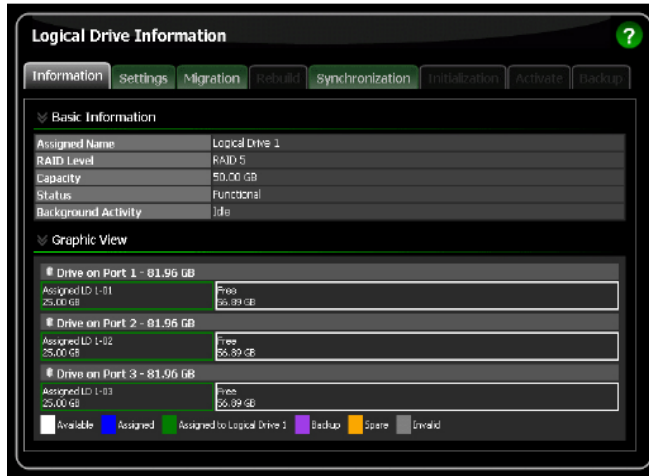 Logical Drive Information
?
Information Settings Migration Rebuild Synchronization Initialization Activate Backup
Basic Information
Assigned Name Logical Drive 1
RAID Level RAID 5
Capacity 50.00 GB
Status Functional
Background Activity Idle
Graphic View
Drive on Port 1 - 81.96 GB
Assigned LD 1-01 Free
25.00 GB 56.89 GB
Drive on Port 2 - 81.96 GB
Assigned LD 1-02 Free
25.00 GB 56.89 GB
Drive on Port 3 - 81.96 GB
Assigned LD 1-03 Free
25.00 GB 56.89 GB
Available Assigned Assigned to Logical Drive 1 Backup Spare Invalid